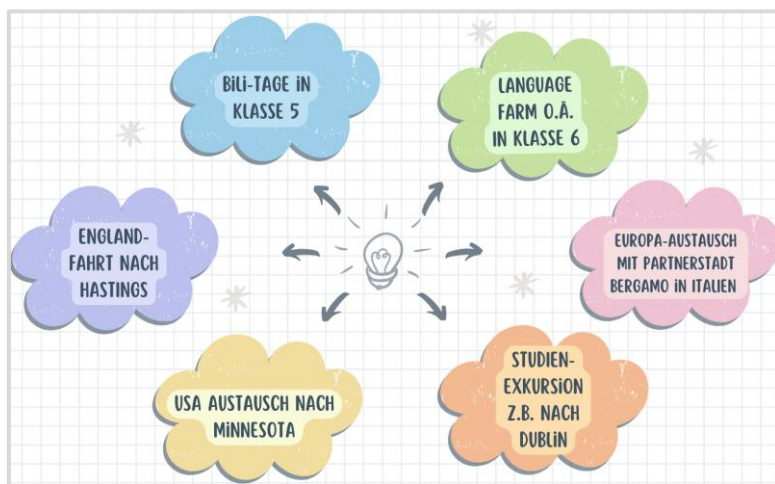 BiLi-TAGE iN
KLASSE 5
LANGUAGE
FARM O.Ä.
IN KLASSE 6
ENGLAND-
FAHRT NACH
HASTINGS
EUROPA-AUSTAUSCH
MIT PARTNERSTADT
BERGAMO IN ITALIEN
USA AUSTAUSCH NACH
MiNNESOTA
STUDIEN-
EXKURSiON
Z.B. NACH
DUBLiN